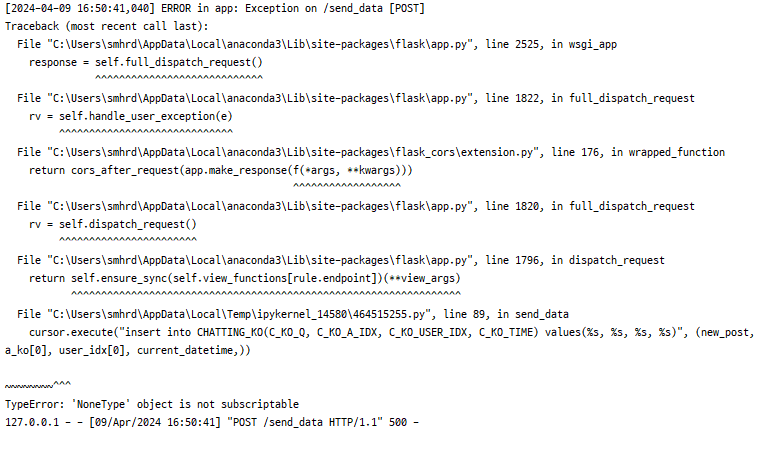 [2024-04-09 16:50:41,040] ERROR in app: Exception on /send_data [POST]
Traceback (most recent call last):
  File "C:\Users\smhrd\AppData\Local\anaconda3\Lib\site-packages\flask\app.py", line 2525, in wsgi_app
    response = self.full_dispatch_request()
               ^^^^^^^^^^^^^^^^^^^^^^^^^^^^
  File "C:\Users\smhrd\AppData\Local\anaconda3\Lib\site-packages\flask\app.py", line 1822, in full_dispatch_request
    rv = self.handle_user_exception(e)
         ^^^^^^^^^^^^^^^^^^^^^^^^^^^^^
  File "C:\Users\smhrd\AppData\Local\anaconda3\Lib\site-packages\flask_cors\extension.py", line 176, in wrapped_function
    return cors_after_request(app.make_response(f(*args, **kwargs)))
                                                ^^^^^^^^^^^^^^^^^^
  File "C:\Users\smhrd\AppData\Local\anaconda3\Lib\site-packages\flask\app.py", line 1820, in full_dispatch_request
    rv = self.dispatch_request()
         ^^^^^^^^^^^^^^^^^^^^^^^
  File "C:\Users\smhrd\AppData\Local\anaconda3\Lib\site-packages\flask\app.py", line 1796, in dispatch_request
    return self.ensure_sync(self.view_functions[rule.endpoint])(**view_args)
           ^^^^^^^^^^^^^^^^^^^^^^^^^^^^^^^^^^^^^^^^^^^^^^^^^^^^^^^^^^^^^^^^^
  File "C:\Users\smhrd\AppData\Local\Temp\ipykernel_14580\464515255.py", line 89, in send_data
    cursor.execute("insert into CHATTING_KO(C_KO_Q, C_KO_A_IDX, C_KO_USER_IDX, C_KO_TIME) values(%s, %s, %s, %s)", (new_post,
a_ko[0], user_idx[0], current_datetime,))
~~~~~~~~^^^
TypeError: 'NoneType' object is not subscriptable
127.0.0.1 - - [09/Apr/2024 16:50:41] "POST /send_data HTTP/1.1" 500 -